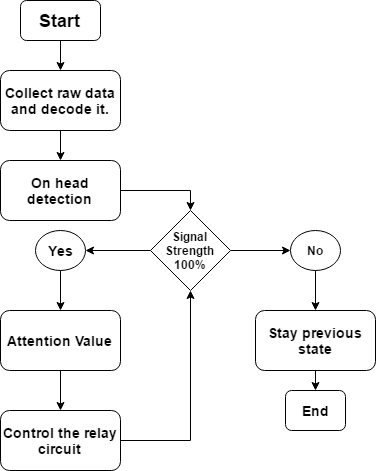 Start
Collect raw data
and decode it.
On head
detection
Signal
Strength
100%
Yes
No
Attention Value
Stay previous
state
Control the relay
circuit
End